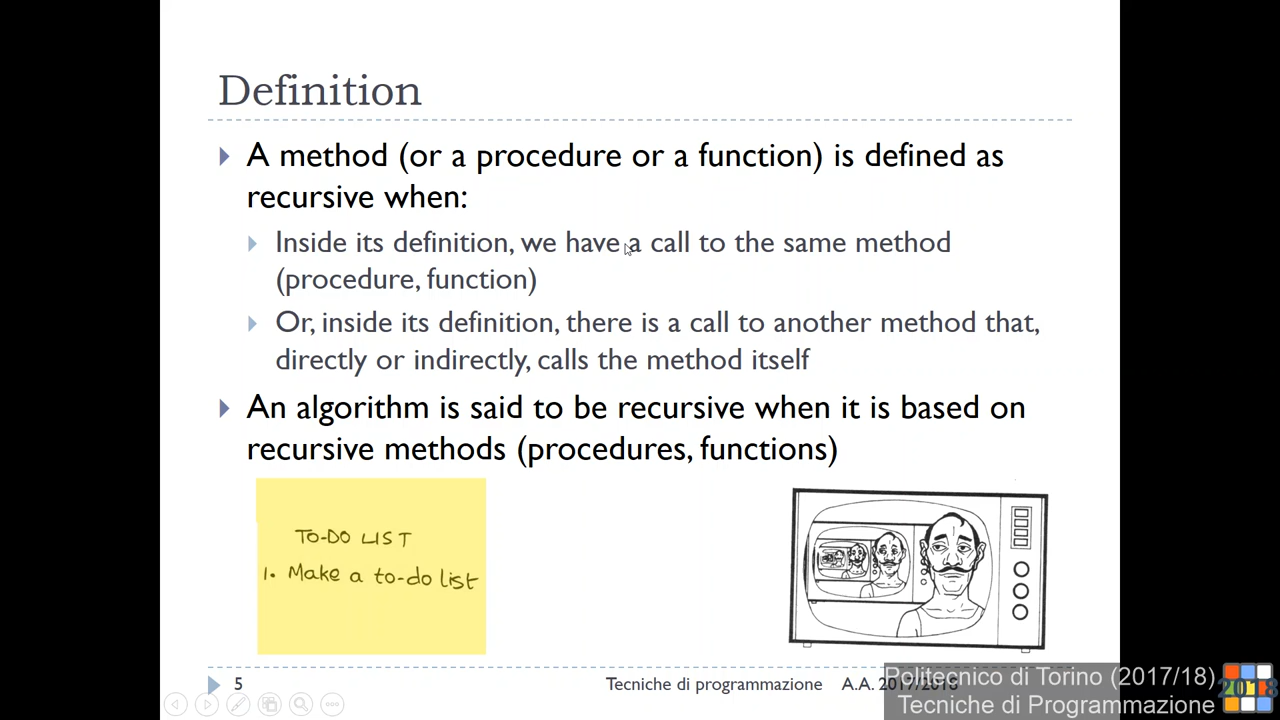 Definition
A method (or a procedure or a function) is defined as
recursive when:
Inside its definition, we have a call to the same method
(procedure, function)
Or, inside its definition, there is a call to another method that,
directly or indirectly, calls the method itself
An algorithm is said to be recursive when it is based on
recursive methods (procedures, functions)
TO-DO LIST
1. Make a to-do list
5
Tecniche di programmazione A.A. 2017/2018
Politecnico di Torino (2017/18)
Tecniche di Programmazione
2018